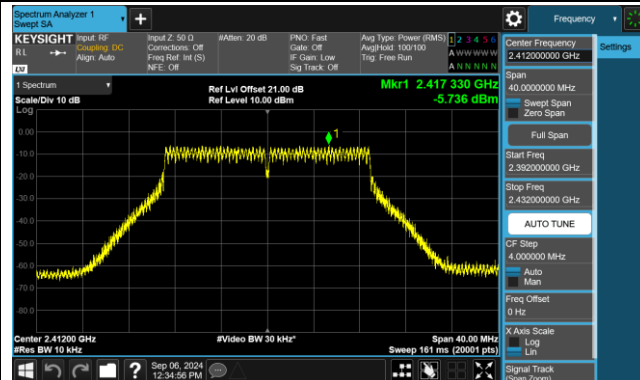 Spectrum Analyzer 1
Swept SA
+
Frequency
KEYSIGHT
RL
LXI
Input: RF
Coupling: DC
Align: Auto
Input Z: 50 Ω
Corrections: Off
Freq Ref: Int (S)
NFE: Off
#Atten: 20 dB
PNO: Fast
Gate: Off
IF Gain: Low
Sig Track: Off
Avg Type: Power (RMS)
Avg|Hold: 100/100
Trig: Free Run
1 2 3 4 5 6
A W W W W W
A N N N N N
1 Spectrum
Scale/Div 10 dB
Ref Lvl Offset 21.00 dB
Ref Level 10.00 dBm
Mkr1 2.417 330 GHz
-5.736 dBm
Log
1
0.00
-10.0
-20.0
-30.0
-40.0
-50.0
-60.0
-70.0
-80.0
Center 2.41200 GHz
#Res BW 10 kHz
#Video BW 30 kHz*
Span 40.00 MHz
Sweep 161 ms (20001 pts)
Sep 06, 2024
12:34:56 PM
?
Center Frequency
2.412000000 GHz
Span
40.0000000 MHz
Swept Span
Zero Span
Full Span
Start Freq
2.392000000 GHz
Stop Freq
2.432000000 GHz
AUTO TUNE
CF Step
4.000000 MHz
Auto
Man
Freq Offset
0 Hz
X Axis Scale
Log
Lin
Signal Track
(Span Zoom)
Settings